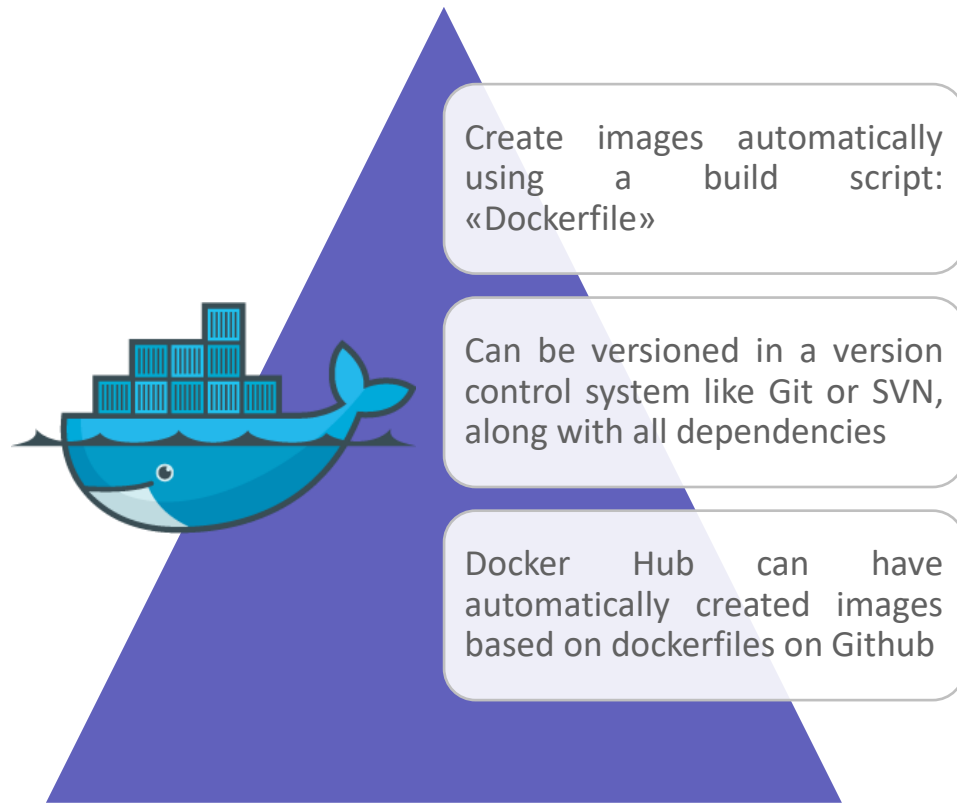 Create images automatically
using a build script:
«Dockerfile»
Can be versioned in a version
control system like Git or SVN,
along with all dependencies
Docker Hub can have
automatically created images
based on dockerfiles on Github